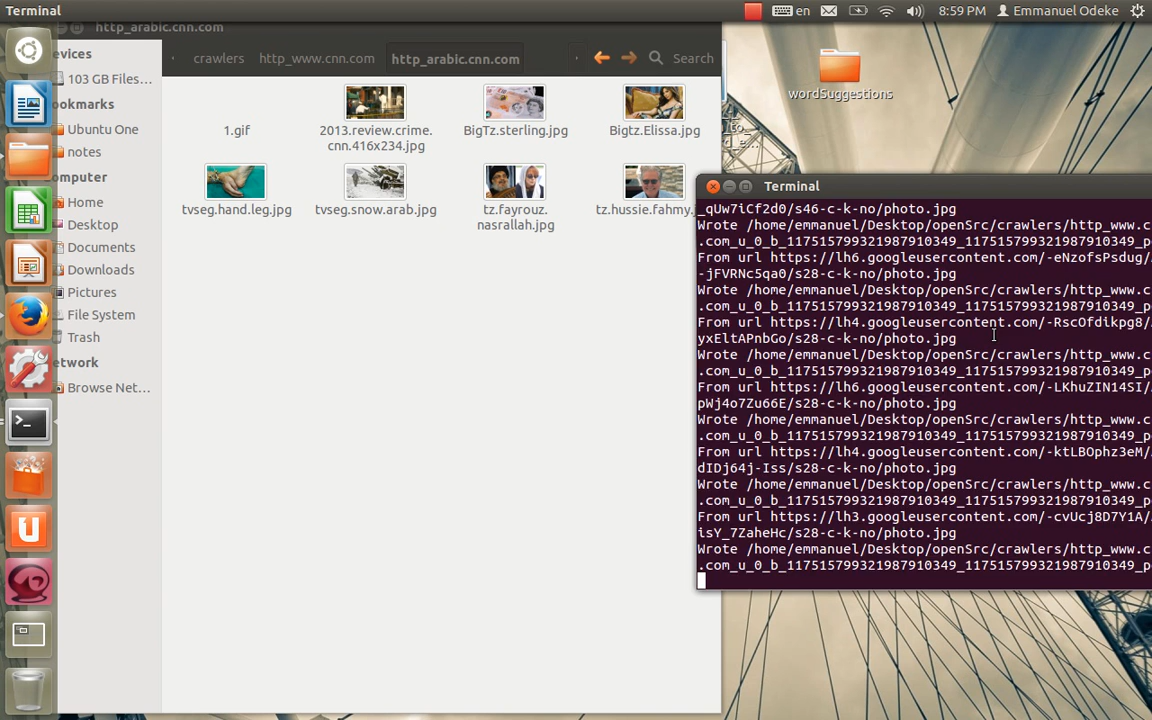 Terminal
en
8:59 PM
Emmanuel Odeke
http_arabic.cnn.com
evices
103 GB Files...
ookmarks
Ubuntu One
notes
omputer
Home
Desktop
Documents
Downloads
Pictures
File System
Trash
etwork
Browse Net...
crawlers
http_www.cnn.com
http_arabic.cnn.com
Search
1.gif
2013.review.crime.
cnn.416x234.jpg
BigTz.sterling.jpg
Bigtz.Elissa.jpg
tvseg.hand.leg.jpg
tvseg.snow.arab.jpg
tz.fayrouz.
nasrallah.jpg
tz.hussie.fahmy.j
wordSuggestions
Terminal
_qUw7iCf2d0/s46-c-k-no/photo.jpg
Wrote /home/emmanuel/Desktop/openSrc/crawlers/http_www.c
.com_u_0_b_117515799321987910349_117515799321987910349_p
From url https://lh6.googleusercontent.com/-eNzofsPsdug/
-jFVRNc5qa0/s28-c-k-no/photo.jpg
Wrote /home/emmanuel/Desktop/openSrc/crawlers/http_www.c
.com_u_0_b_117515799321987910349_117515799321987910349_p
From url https://lh4.googleusercontent.com/-RscOfdikpg8/
yxEltAPnbGo/s28-c-k-no/photo.jpg
Wrote /home/emmanuel/Desktop/openSrc/crawlers/http_www.c
.com_u_0_b_117515799321987910349_117515799321987910349_p
From url https://lh6.googleusercontent.com/-LKhuZIN14SI/
pWj4o7Zu66E/s28-c-k-no/photo.jpg
Wrote /home/emmanuel/Desktop/openSrc/crawlers/http_www.c
.com_u_0_b_117515799321987910349_117515799321987910349_p
From url https://lh4.googleusercontent.com/-ktLBOphz3eM/
dIDj64j-Iss/s28-c-k-no/photo.jpg
Wrote /home/emmanuel/Desktop/openSrc/crawlers/http_www.c
.com_u_0_b_117515799321987910349_117515799321987910349_p
From url https://lh3.googleusercontent.com/-cvUcj8D7Y1A/
isY_7ZaheHc/s28-c-k-no/photo.jpg
Wrote /home/emmanuel/Desktop/openSrc/crawlers/http_www.c
.com_u_0_b_117515799321987910349_117515799321987910349_p